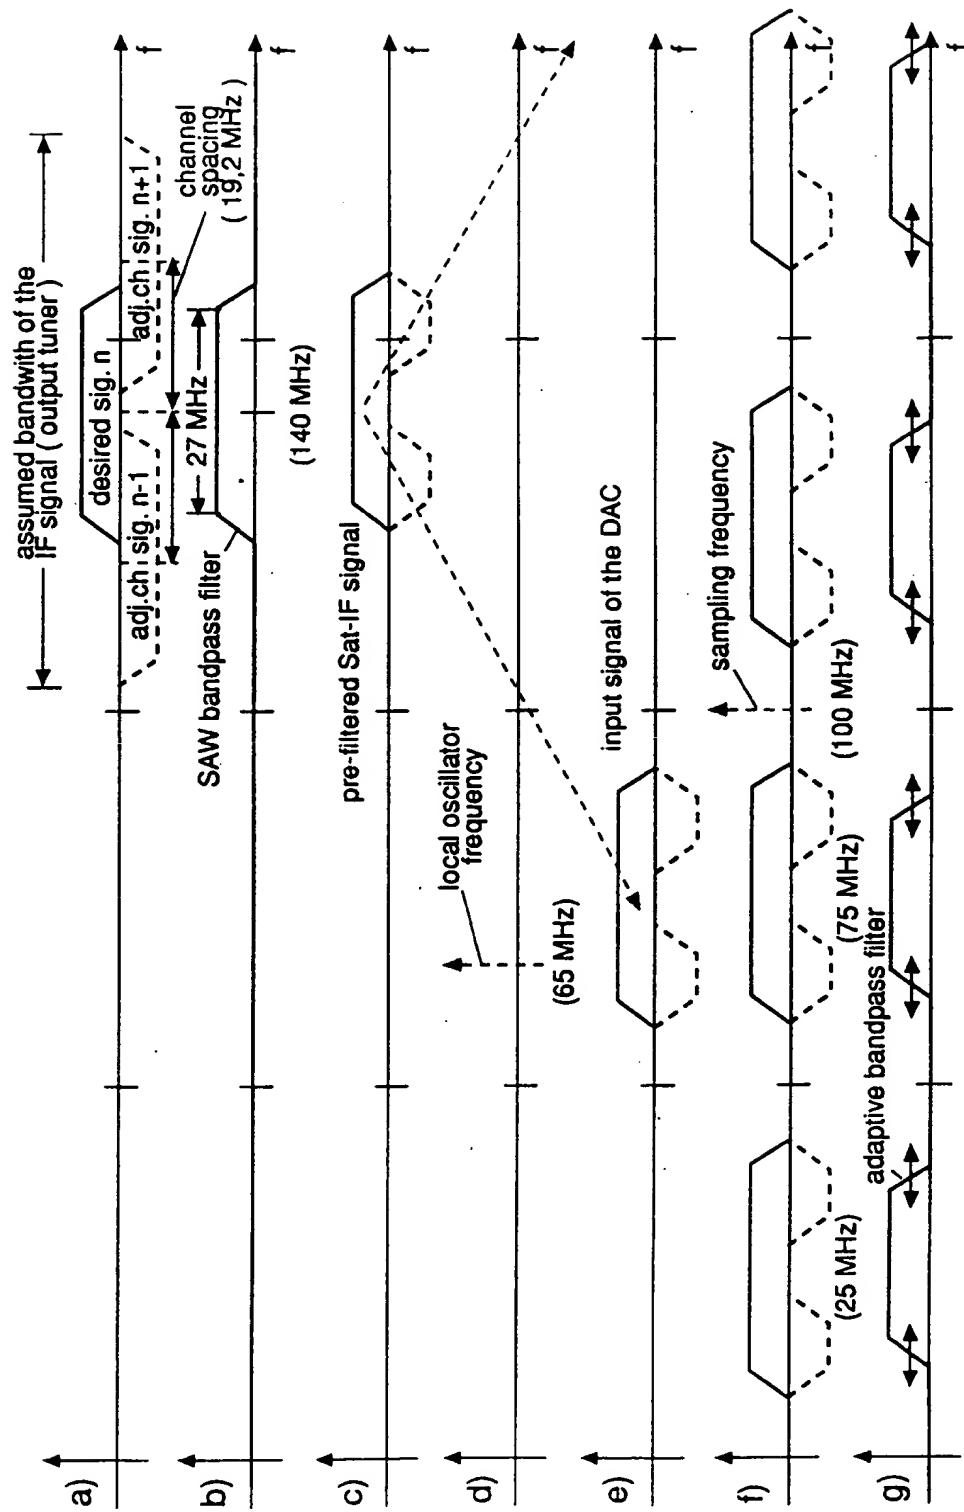 a)
assumed bandwith of the
IF signal ( output tuner )
desired sig. n
adj.ch sig. n-1
adj.ch sig. n+1
channel
spacing
( 19,2 MHz )
f
b)
SAW bandpass filter
27 MHz
(140 MHz)
f
c)
pre-filtered Sat-IF signal
f
d)
local oscillator
frequency
(65 MHz)
f
e)
input signal of the DAC
f
f)
sampling frequency
(25 MHz)
(75 MHz)
(100 MHz)
f
g)
adaptive bandpass filter
f